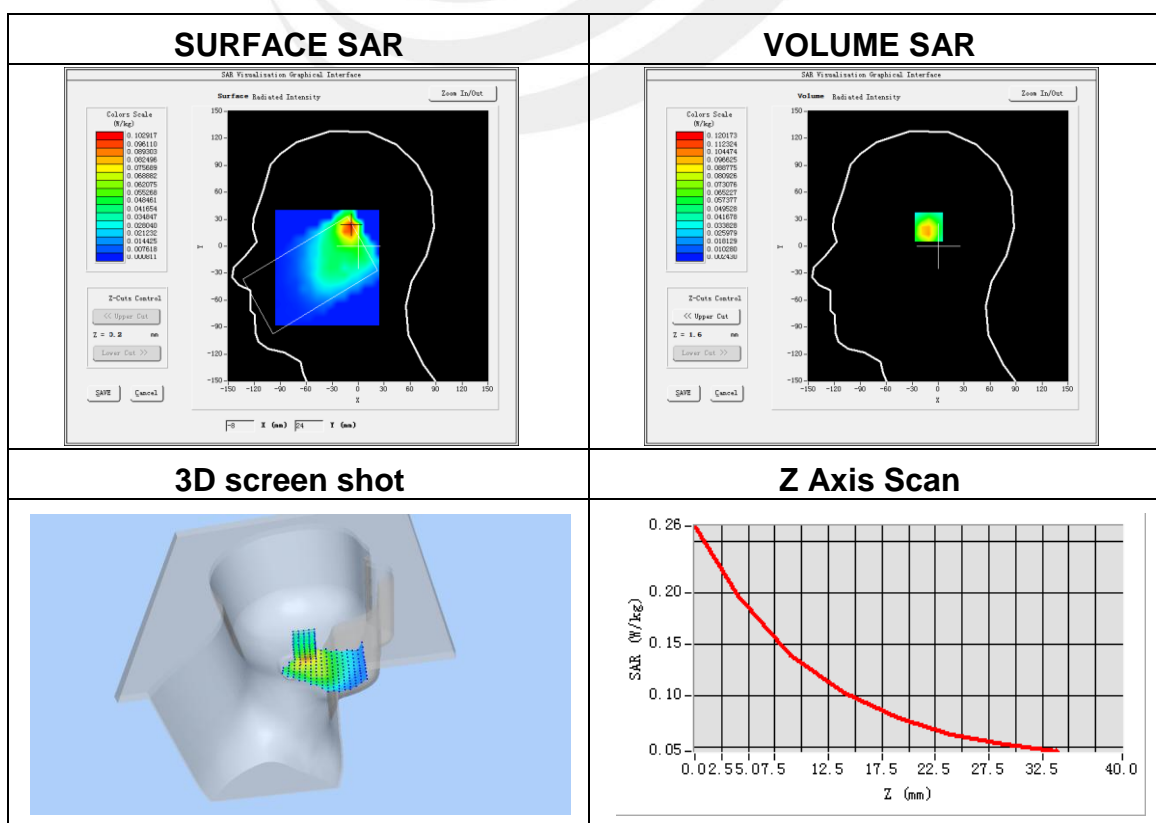 SURFACE SAR
SAR Visualisation Graphical Interface
Surface Radiated Intensity
Zoom In/Out
Colors Scale
(W/kg)
0.102917
0.096110
0.089303
0.082496
0.075689
0.068882
0.062075
0.055268
0.048461
0.041654
0.034847
0.028040
0.021232
0.014425
0.007618
0.000811
Z-Cuts Control
<< Upper Cut
Z = mm
Lower Cut >>
SAVE Cancel
150
120
90
60
30
0
-30
-60
-90
-120
-150
Y
-150 -120 -90 -60 -30 0 30 60 90 120 150
X
-8 X (mm) 24 Y (mm)
VOLUME SAR
SAR Visualisation Graphical Interface
Volume Radiated Intensity
Zoom In/Out
Colors Scale
(W/kg)
0.120173
0.112324
0.104474
0.096625
0.088775
0.080926
0.073076
0.065227
0.057377
0.049528
0.041678
0.033828
0.025979
0.018129
0.010280
0.002430
Z-Cuts Control
<< Upper Cut
Z = 1.6 mm
Lower Cut >>
SAVE Cancel
150
120
90
60
30
0
-30
-60
-90
-120
-150
Y
-150 -120 -90 -60 -30 0 30 60 90 120 150
X
3D screen shot
Z Axis Scan
0.26
0.20
0.15
0.10
0.05
SAR (W/kg)
0.0 2.5 5.0 7.5 12.5 17.5 22.5 27.5 32.5 40.0
Z (mm)